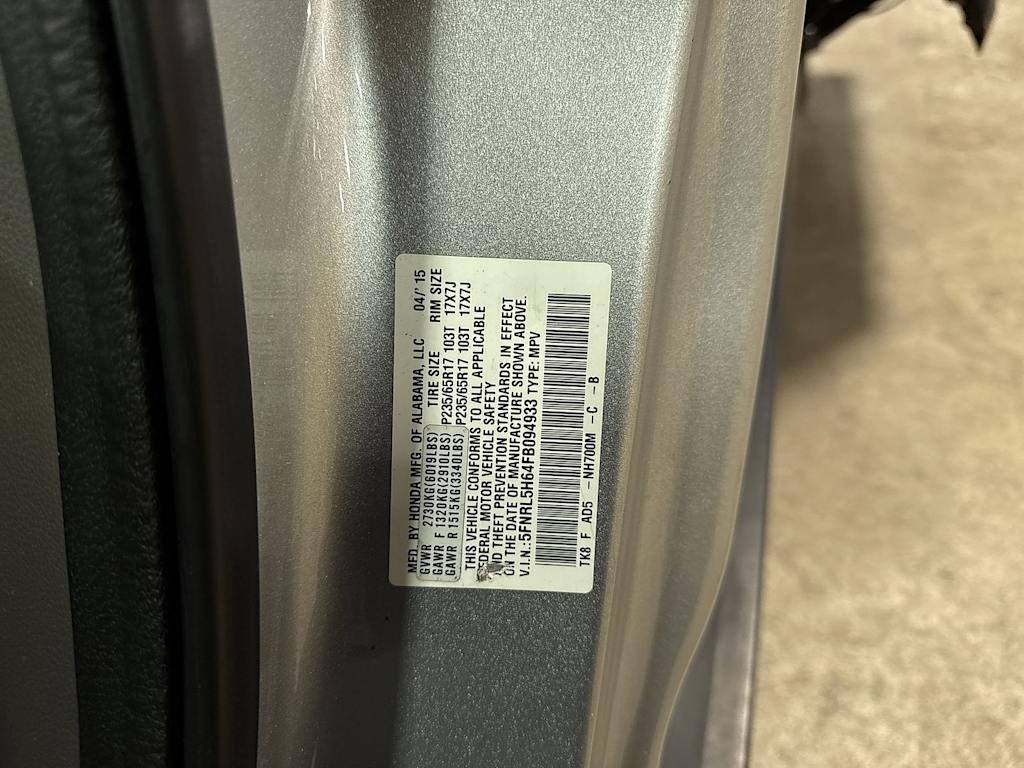 MFD. BY HONDA MFG. OF ALABAMA, LLC 04/'15
GVWR 2730KG(6019LBS) TIRE SIZE RIM SIZE
GAWR F 1320KG(2910LBS) P235/65R17 103T 17X7J
GAWR R 1515KG(3340LBS) P235/65R17 103T 17X7J
THIS VEHICLE CONFORMS TO ALL APPLICABLE
FEDERAL MOTOR VEHICLE SAFETY
AND THEFT PREVENTION STANDARDS IN EFFECT
ON THE DATE OF MANUFACTURE SHOWN ABOVE.
V.I.N.:5FNRL5H64FB094933 TYPE: MPV
TK8 F AD5 -NH700M -C -B